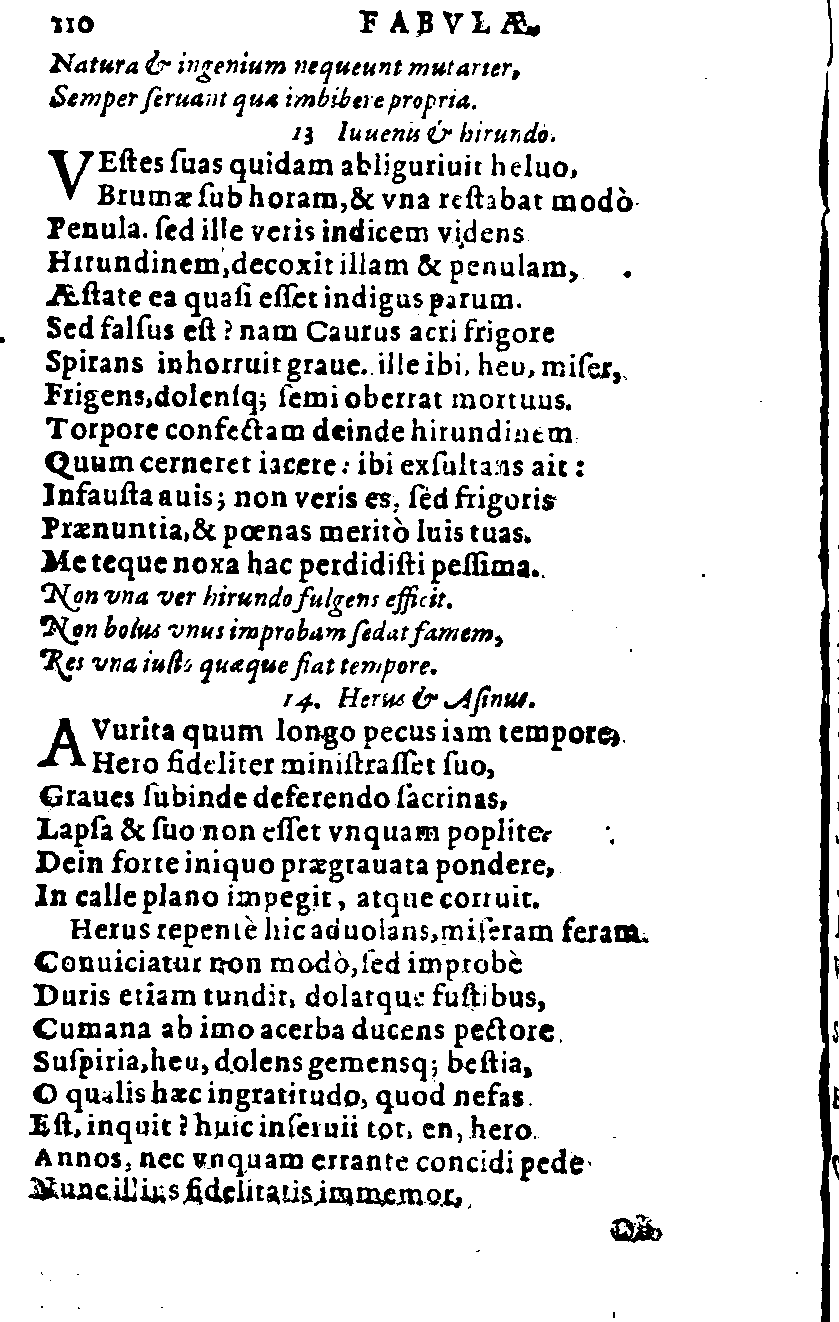 110 FABVLÆ.
Natura & ingenium nequeunt mutarier,
Semper ſeruant quæ imbibere propria.
13 Iuuenis & hirundo.
VEſtes ſuas quidam abliguriuit heluo,
Brumæ ſub horam, & vna reſtabat modò
Penula. ſed ille veris indicem videns
Hirundinem, decoxit illam & penulam,
Æſtate ea quaſi eſſet indigus parum.
Sed falſus eſt ? nam Caurus acri frigore
Spirans inhorruit graue. ille ibi, heu, miſer,
Frigens, dolenſq; ſemi oberrat mortuus.
Torpore confectam deinde hirundinem
Quum cerneret iacere : ibi exſultans ait :
Infauſta auis; non veris es, ſed frigoris
Prænuntia, & pœnas meritò luis tuas.
Me teque noxa hac perdidiſti peſſima.
Non vna ver hirundo fulgens efficit.
Non bolus vnus improbam ſedat famem,
Res vna iuſto quæque fiat tempore.
14. Herus & Aſinus.
AVurita quum longo pecus iam tempore,
Hero fideliter miniſtraſſet ſuo,
Graues ſubinde deferendo ſacrinas,
Lapſa & ſuo non eſſet vnquam poplite
Dein forte iniquo prægrauata pondere,
In calle plano impegit, atque corruit.
Herus repentè hic aduolans, miſeram feram
Conuiciatur non modò, ſed improbè
Duris etiam tundit, dolatque fuſtibus,
Cumana ab imo acerba ducens pectore
Suſpiria, heu, dolens gemensq; beſtia,
O qualis hæc ingratitudo, quod nefas
Eſt, inquit ? huic inſeruii tot, en, hero
Annos, nec vnquam errante concidi pede
Nunc illius fidelitatis immemor,